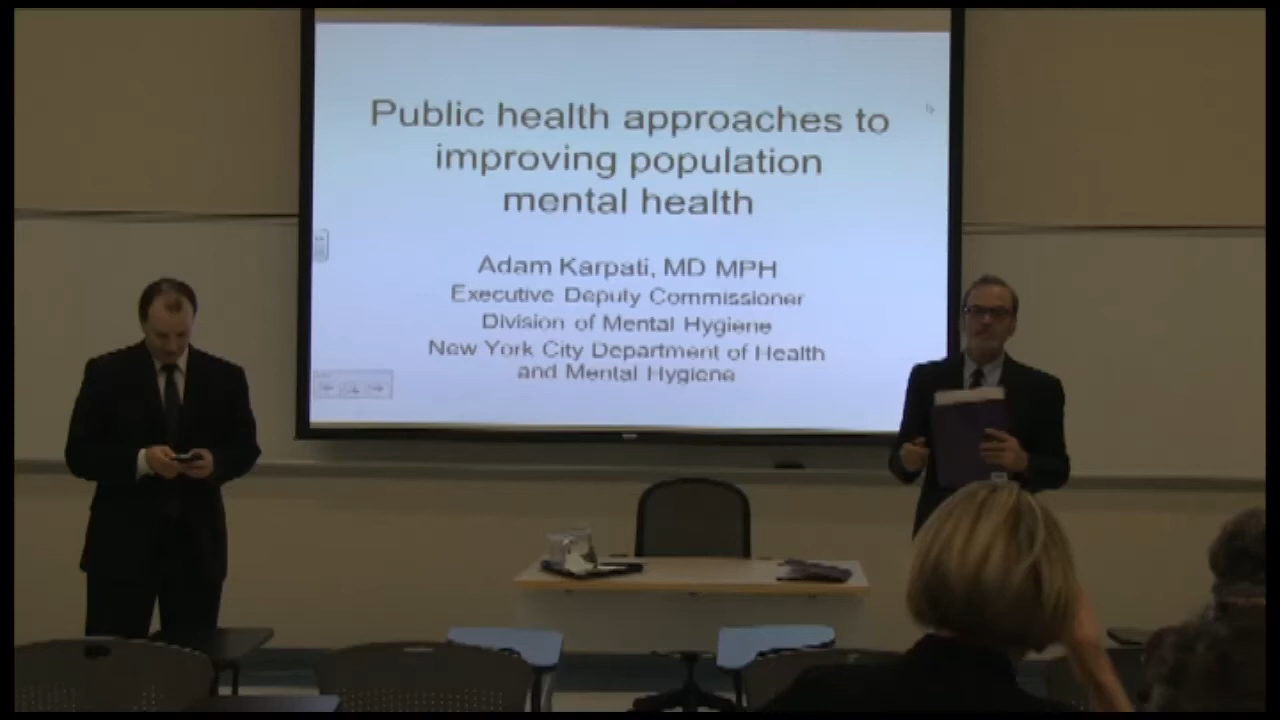 Public health approaches to
improving population
mental health
Adam Karpati, MD MPH
Executive Deputy Commissioner
Division of Mental Hygiene
New York City Department of Health
and Mental Hygiene